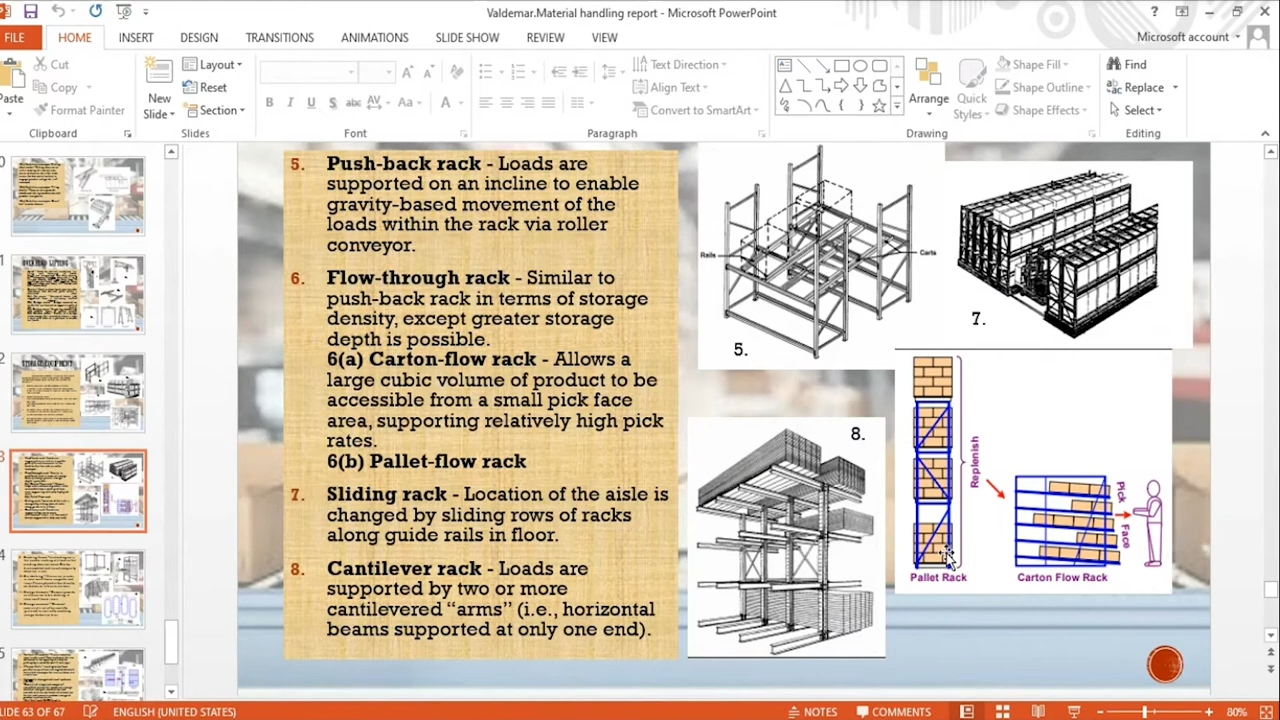 Valdemar.Material handling report - Microsoft PowerPoint
?
FILE
HOME
INSERT
DESIGN
TRANSITIONS
ANIMATIONS
SLIDE SHOW
REVIEW
VIEW
Microsoft account
Paste
Cut
Copy
Format Painter
Clipboard
New
Slide
Layout
Reset
Section
Slides
B I U S abc AV Aa A
Font
Text Direction
Align Text
Convert to SmartArt
Paragraph
Arrange
Quick
Styles
Shape Fill
Shape Outline
Shape Effects
Drawing
Find
Replace
Select
Editing
5. Push-back rack - Loads are
supported on an incline to enable
gravity-based movement of the
loads within the rack via roller
conveyor.
6. Flow-through rack - Similar to
push-back rack in terms of storage
density, except greater storage
depth is possible.
6(a) Carton-flow rack - Allows a
large cubic volume of product to be
accessible from a small pick face
area, supporting relatively high pick
rates.
6(b) Pallet-flow rack
7. Sliding rack - Location of the aisle is
changed by sliding rows of racks
along guide rails in floor.
8. Cantilever rack - Loads are
supported by two or more
cantilevered “arms” (i.e., horizontal
beams supported at only one end).
Rails
Carts
5.
7.
8.
Replenish
Pick
Face
Pallet Rack
Carton Flow Rack
SLIDE 63 OF 67
ENGLISH (UNITED STATES)
NOTES
COMMENTS
80%